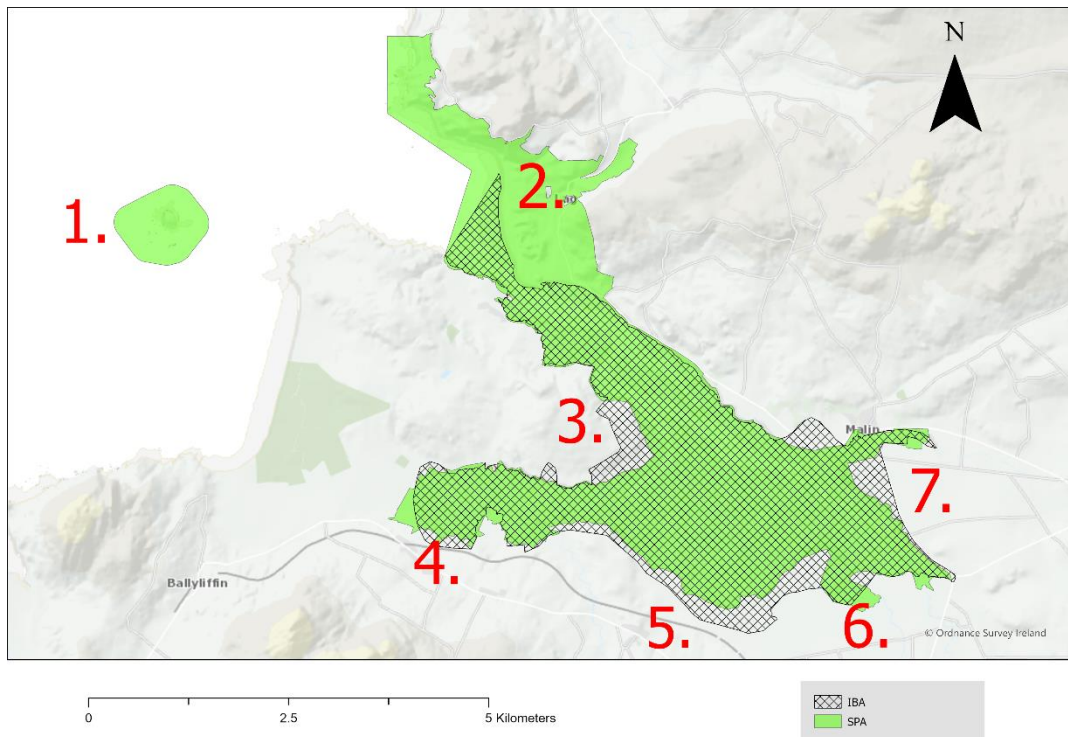 N
1.
2.
Lag
3.
Malin
7.
4.
Ballyliffin
5.
6.
© Ordnance Survey Ireland
0
2.5
5 Kilometers
IBA
SPA